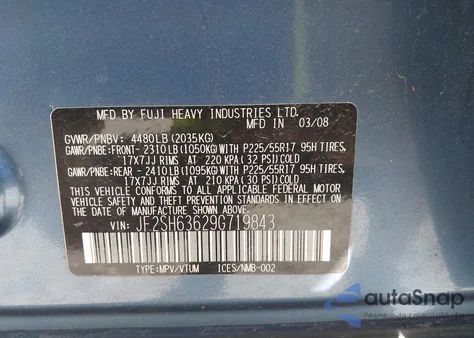 MFD BY FUJI HEAVY INDUSTRIES LTD.
MFD IN 03/08
GVWR/PNBV: 4480LB (2035KG)
GAWR/PNBE:FRONT-2310LB(1050KG)WITH P225/55R17 95H TIRES,
17X7JJ RIMS AT 220 KPA(32 PSI)COLD
GAWR/PNBE:REAR -2410LB(1095KG)WITH P225/55R17 95H TIRES,
17X7JJ RIMS AT 210 KPA(30 PSI)COLD
THIS VEHICLE CONFORMS TO ALL APPLICABLE U.S. FEDERAL
MOTOR VEHICLE SAFETY AND THEFT PREVENTION STANDARDS
IN EFFECT ON THE DATE OF MANUFACTURE SHOWN ABOVE.
VIN: JF2SH63629G719843
TYPE:MPV/VTUM ICES/NMB-002
autaSnap